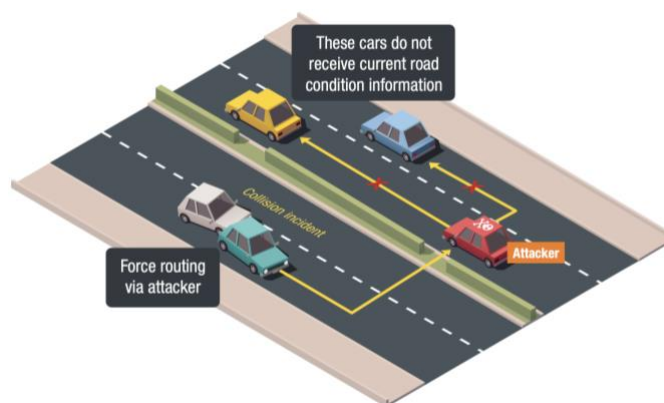 These cars do not
receive current road
condition information
Collision incident
Attacker
Force routing
via attacker